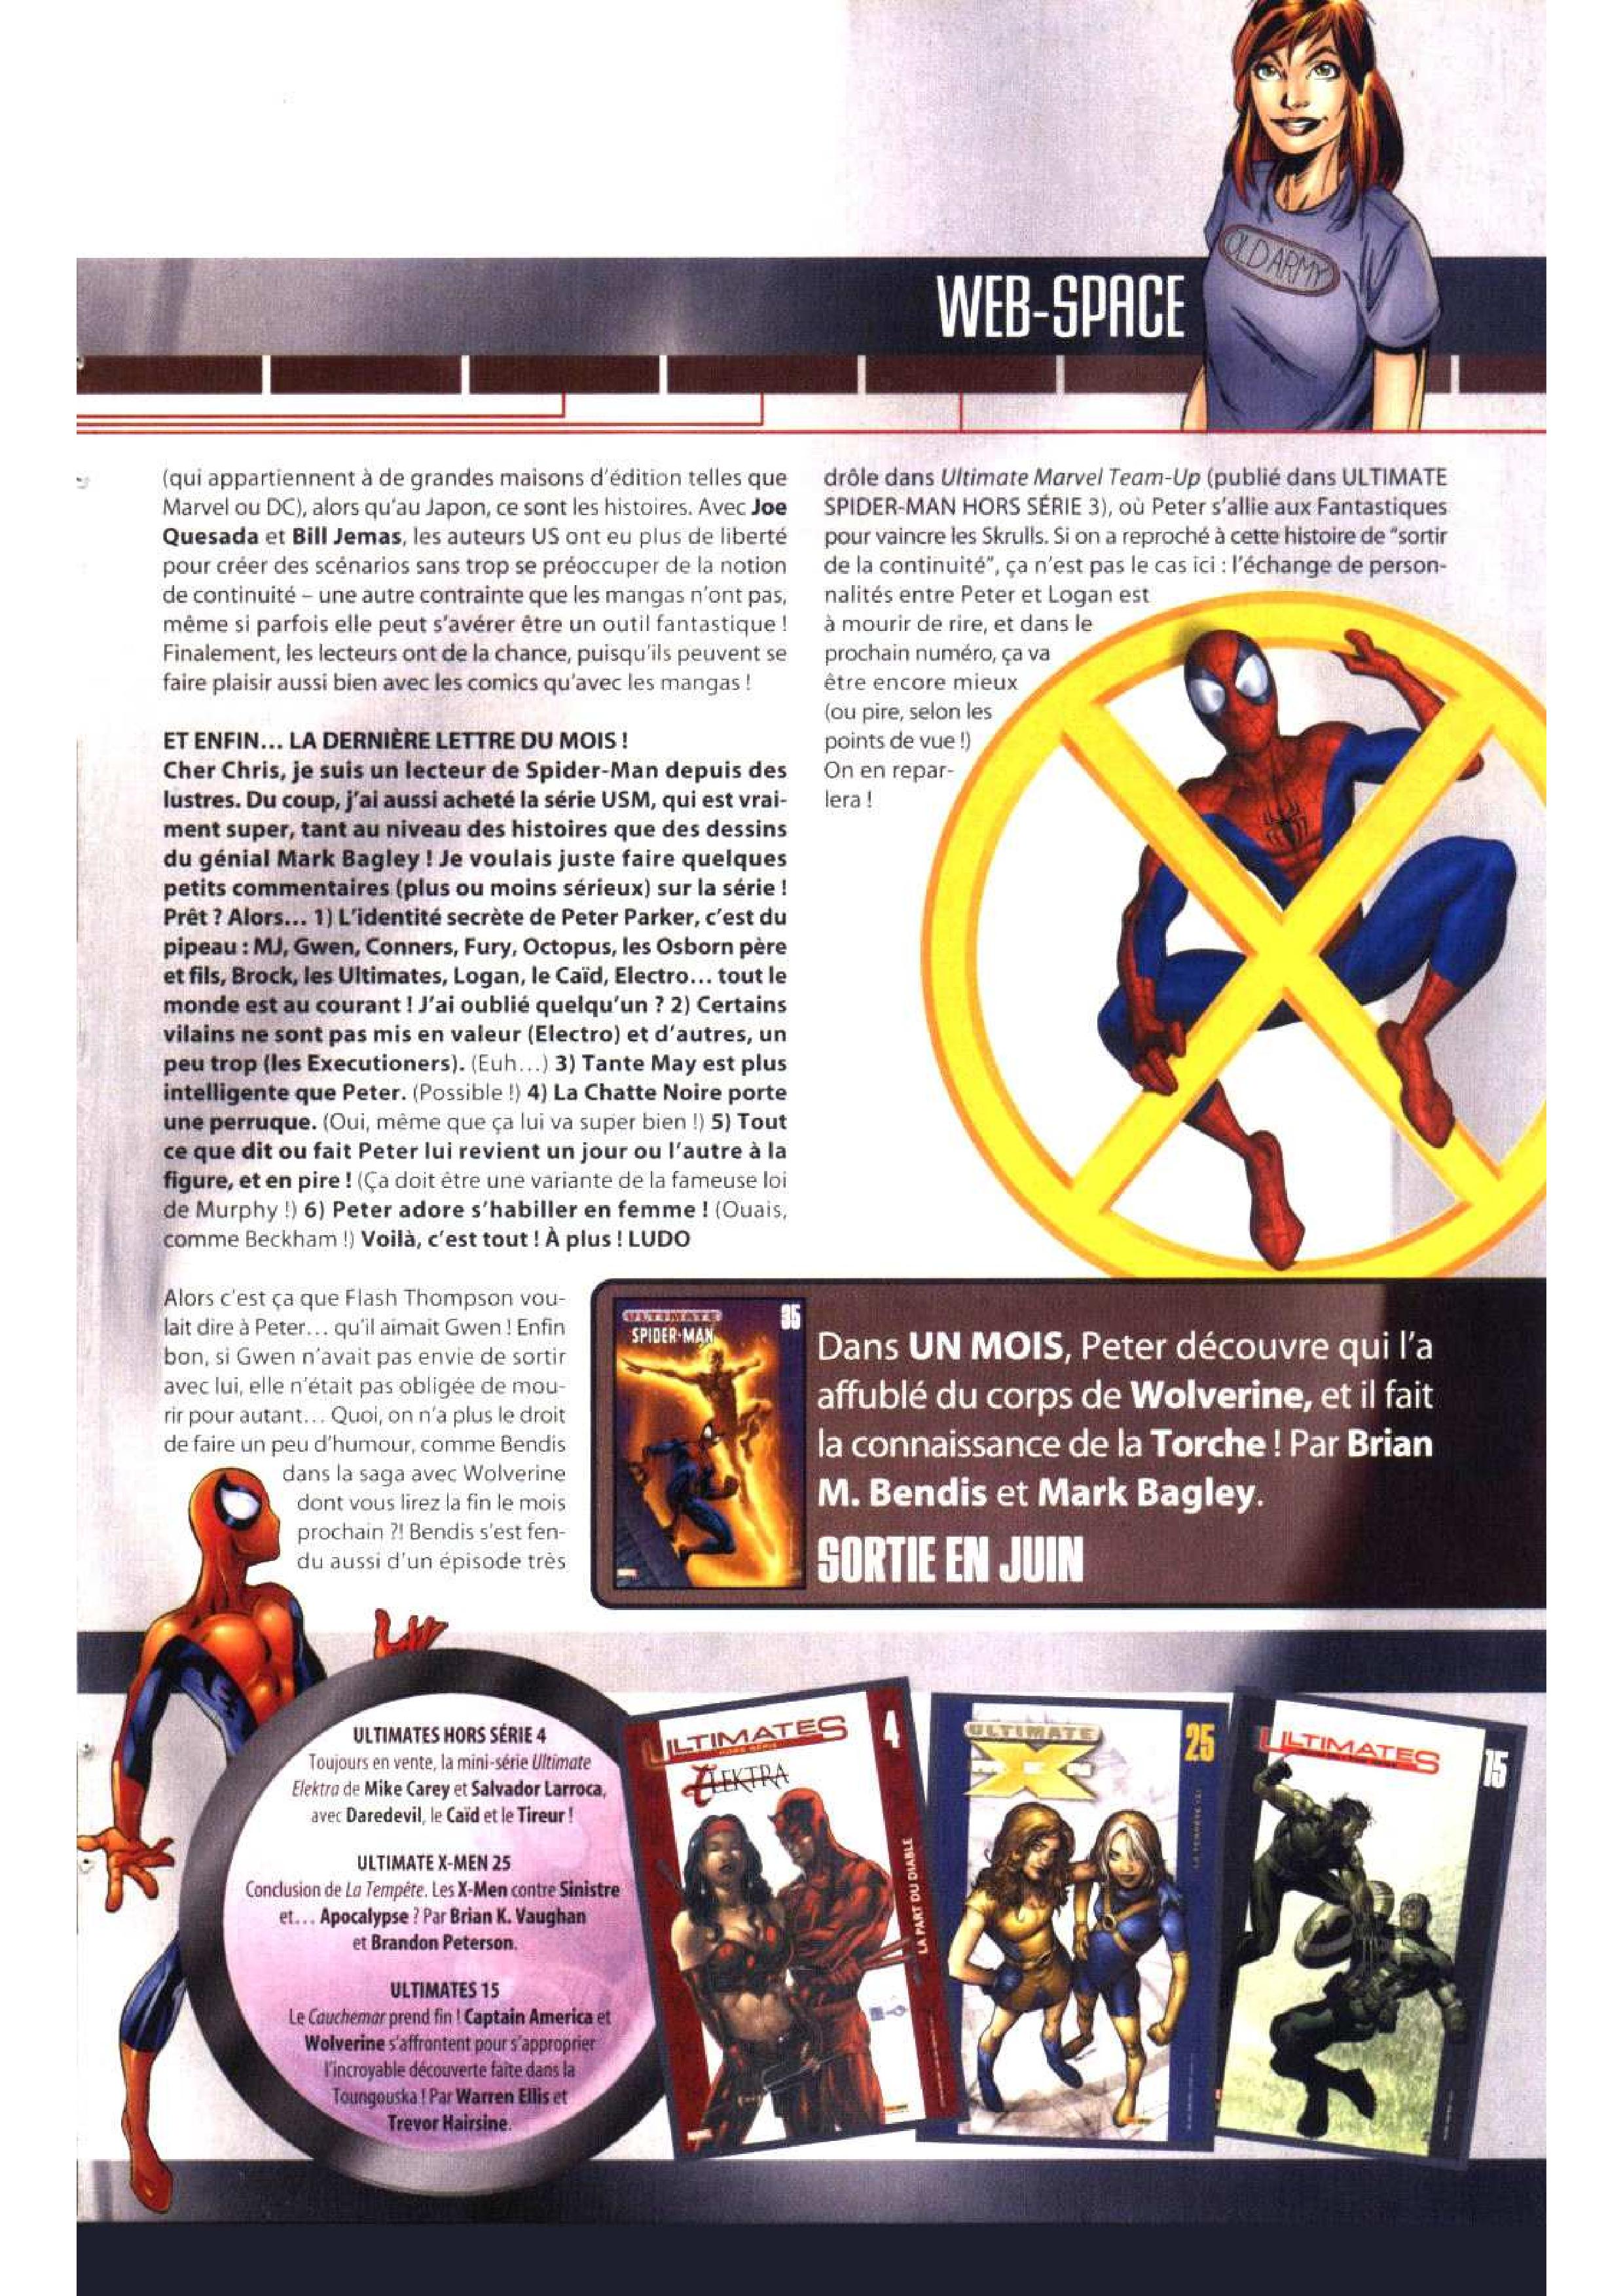 OLD ARMY
WEB-SPACE
(qui appartiennent à de grandes maisons d'édition telles que
Marvel ou DC), alors qu'au Japon, ce sont les histoires. Avec Joe
Quesada et Bill Jemas, les auteurs US ont eu plus de liberté
pour créer des scénarios sans trop se préoccuper de la notion
de continuité – une autre contrainte que les mangas n'ont pas,
même si parfois elle peut s'avérer être un outil fantastique !
Finalement, les lecteurs ont de la chance, puisqu'ils peuvent se
faire plaisir aussi bien avec les comics qu'avec les mangas !
ET ENFIN... LA DERNIÈRE LETTRE DU MOIS !
Cher Chris, je suis un lecteur de Spider-Man depuis des
lustres. Du coup, j'ai aussi acheté la série USM, qui est vrai-
ment super, tant au niveau des histoires que des dessins
du génial Mark Bagley ! Je voulais juste faire quelques
petits commentaires (plus ou moins sérieux) sur la série !
Prêt ? Alors... 1) L'identité secrète de Peter Parker, c'est du
pipeau : MJ, Gwen, Conners, Fury, Octopus, les Osborn père
et fils, Brock, les Ultimates, Logan, le Caïd, Electro... tout le
monde est au courant ! J'ai oublié quelqu'un ? 2) Certains
vilains ne sont pas mis en valeur (Electro) et d'autres, un
peu trop (les Executioners). (Euh...) 3) Tante May est plus
intelligente que Peter. (Possible !) 4) La Chatte Noire porte
une perruque. (Oui, même que ça lui va super bien !) 5) Tout
ce que dit ou fait Peter lui revient un jour ou l'autre à la
figure, et en pire ! (Ça doit être une variante de la fameuse loi
de Murphy !) 6) Peter adore s'habiller en femme ! (Ouais,
comme Beckham !) Voilà, c'est tout ! À plus ! LUDO
Alors c'est ça que Flash Thompson vou-
lait dire à Peter... qu'il aimait Gwen ! Enfin
bon, si Gwen n'avait pas envie de sortir
avec lui, elle n'était pas obligée de mou-
rir pour autant... Quoi, on n'a plus le droit
de faire un peu d'humour, comme Bendis
dans la saga avec Wolverine
dont vous lirez la fin le mois
prochain ?! Bendis s'est fen-
du aussi d'un épisode très
drôle dans Ultimate Marvel Team-Up (publié dans ULTIMATE
SPIDER-MAN HORS SÉRIE 3), où Peter s'allie aux Fantastiques
pour vaincre les Skrulls. Si on a reproché à cette histoire de "sortir
de la continuité", ça n'est pas le cas ici : l'échange de person-
nalités entre Peter et Logan est
à mourir de rire, et dans le
prochain numéro, ça va
être encore mieux
(ou pire, selon les
points de vue !)
On en repar-
lera !
ULTIMATE
SPIDER-MAN
35
Dans UN MOIS, Peter découvre qui l'a
affublé du corps de Wolverine, et il fait
la connaissance de la Torche ! Par Brian
M. Bendis et Mark Bagley.
SORTIE EN JUIN
ULTIMATES HORS SÉRIE 4
Toujours en vente, la mini-série Ultimate
Elektra de Mike Carey et Salvador Larroca,
avec Daredevil, le Caïd et le Tireur !
ULTIMATE X-MEN 25
Conclusion de La Tempête. Les X-Men contre Sinistre
et... Apocalypse ? Par Brian K. Vaughan
et Brandon Peterson.
ULTIMATES 15
Le Cauchemar prend fin ! Captain America et
Wolverine s'affrontent pour s'approprier
l'incroyable découverte faite dans la
Toungouska ! Par Warren Ellis et
Trevor Hairsine.
ULTIMATES
HORS SÉRIE
ELEKTRA
4
LA PART DU DIABLE
ULTIMATE
X MEN
25
LA TEMPÊTE (2)
ULTIMATES
15